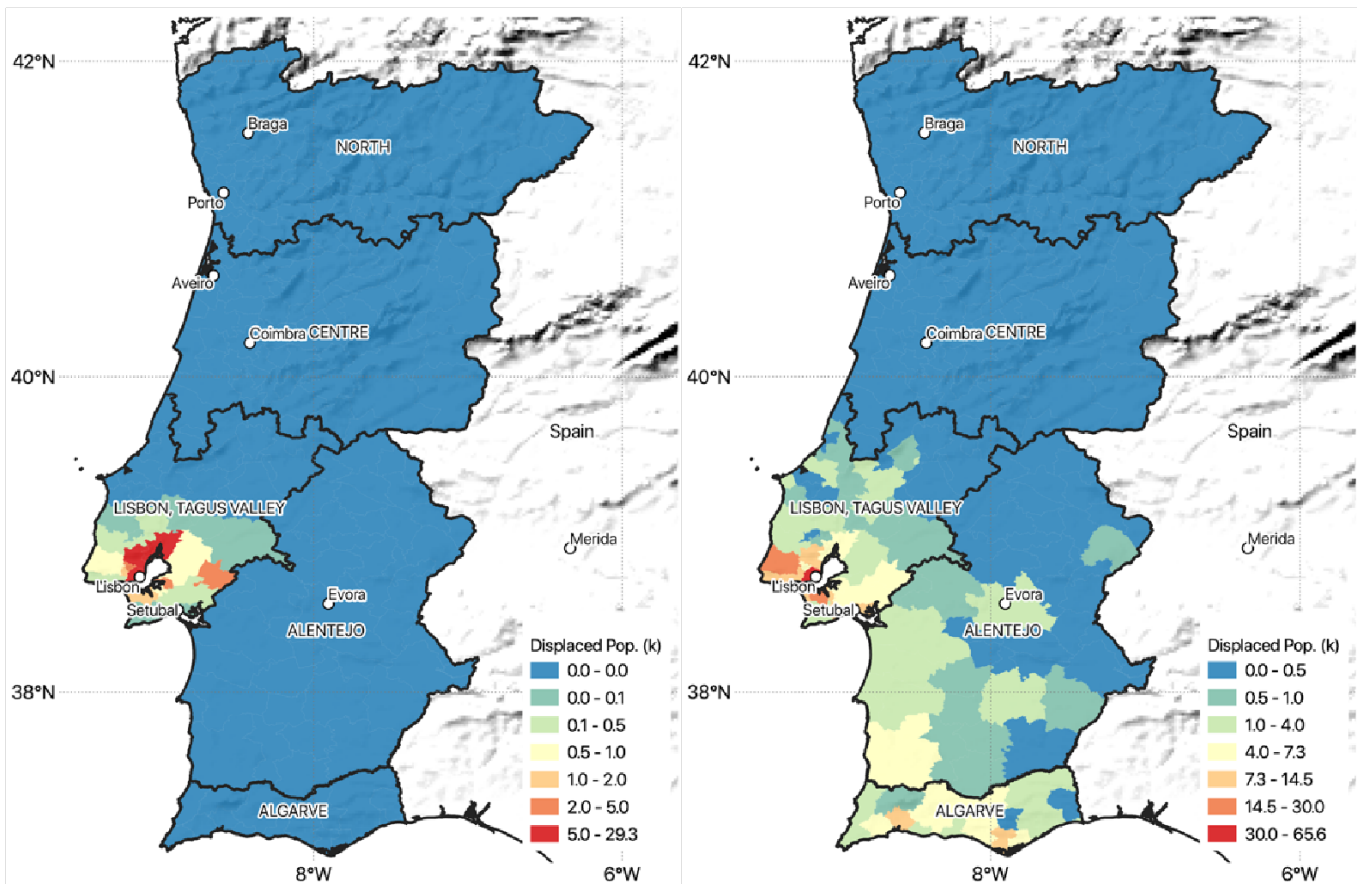 42°N
Braga
NORTH
Porto
Aveiro
Coimbra CENTRE
40°N
Spain
LISBON, TAGUS VALLEY
Merida
Lisbon
Evora
Setubal
ALENTEJO
38°N
ALGARVE
Displaced Pop. (k)
0.0 - 0.0
0.0 - 0.1
0.1 - 0.5
0.5 - 1.0
1.0 - 2.0
2.0 - 5.0
5.0 - 29.3
8°W
6°W
42°N
Braga
NORTH
Porto
Aveiro
Coimbra CENTRE
40°N
Spain
LISBON, TAGUS VALLEY
Merida
Lisbon
Evora
Setubal
ALENTEJO
38°N
ALGARVE
Displaced Pop. (k)
0.0 - 0.5
0.5 - 1.0
1.0 - 4.0
4.0 - 7.3
7.3 - 14.5
14.5 - 30.0
30.0 - 65.6
8°W
6°W